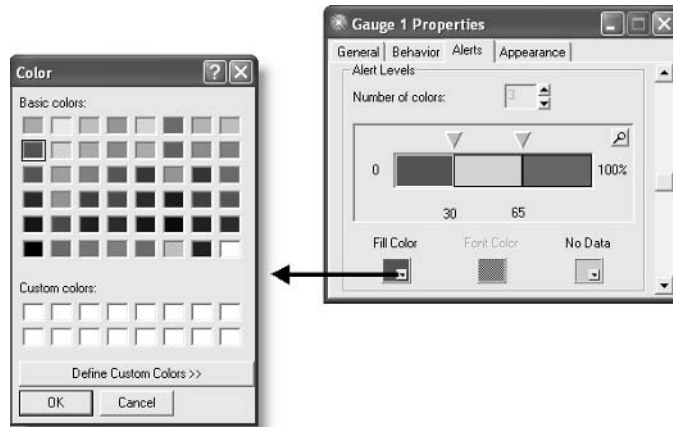 Color
Basic colors:
Custom colors:
Define Custom Colors >>
OK
Cancel
Gauge 1 Properties
General
Behavior
Alerts
Appearance
Alert Levels
Number of colors:
3
0
100%
30
65
Fill Color
Font Color
No Data